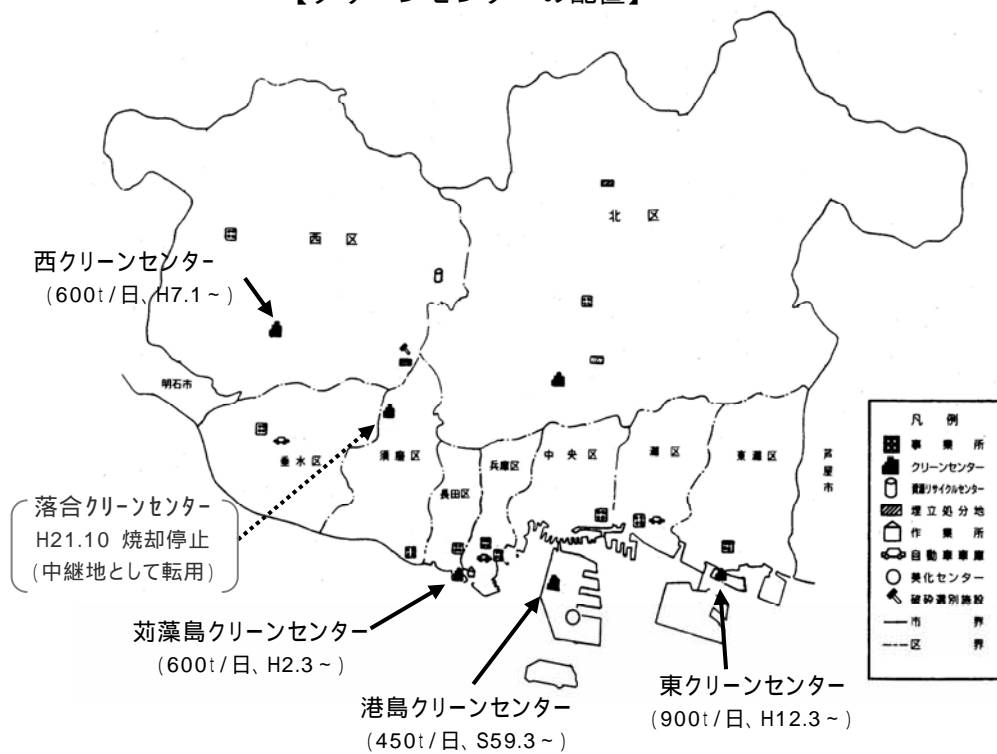 【クリーンセンターの配置】
北 区
西 区
西クリーンセンター
(600t/日、H7.1～)
明石市
垂水区
須磨区
兵庫区
中央区
灘区
東灘区
芦屋市
長田区
落合クリーンセンター
H21.10 焼却停止
(中継地として転用)
苅藻島クリーンセンター
(600t/日、H2.3～)
港島クリーンセンター
(450t/日、S59.3～)
東クリーンセンター
(900t/日、H12.3～)
凡 例
事 業 所
クリーンセンター
資源リサイクルセンター
埋立処分地
作 業 所
自動車車庫
美化センター
破砕選別施設
市 界
区 界